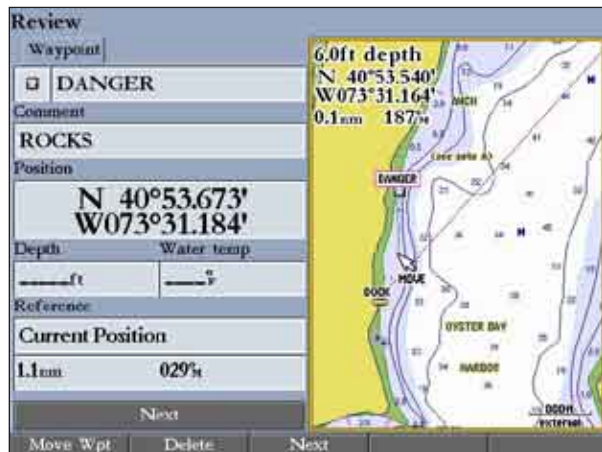 Review
Waypoint
DANGER
Comment
ROCKS
Position
N 40°53.673'
W073°31.184'
Depth Water temp
ft
°F
Reference
Current Position
1.1nm 029°M
Next
Move Wpt Delete Next
6.0ft depth
N 40°53.540'
W073°31.164'
0.1nm 187°M
DANGER
MOVE
DOCK
OYSTER BAY
HARBOR